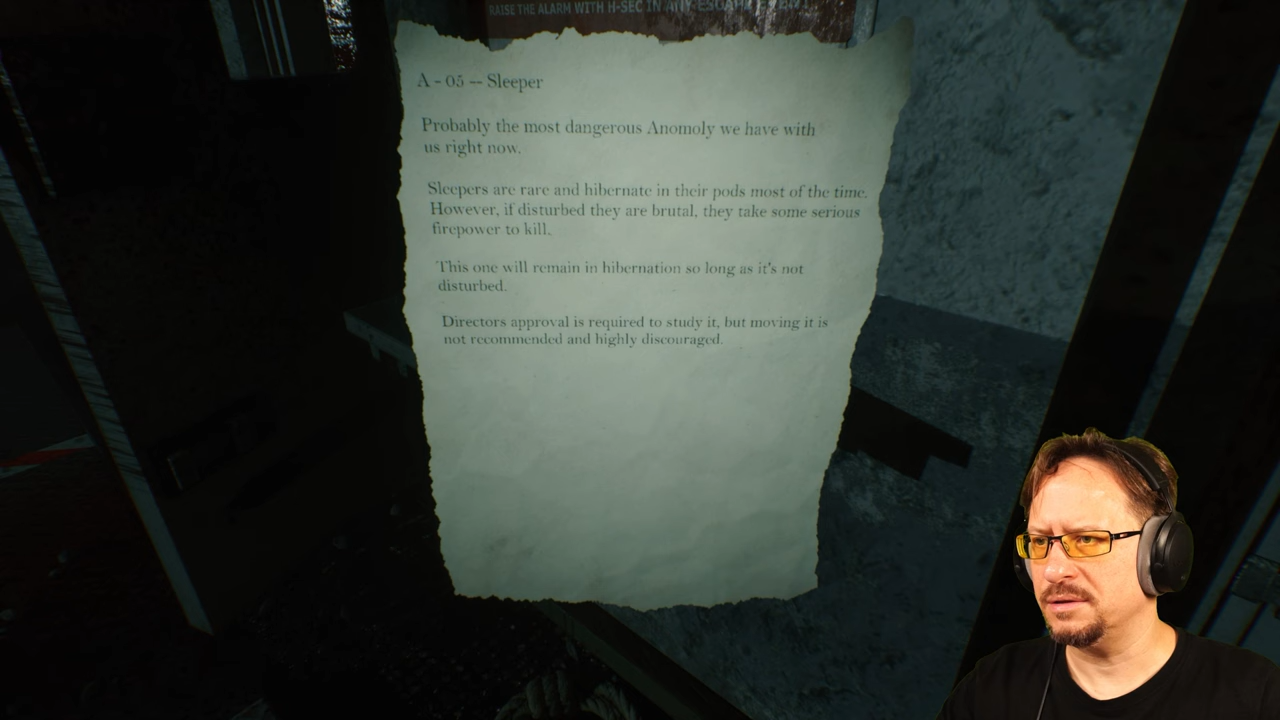 RAISE THE ALARM WITH H-SEC IN ANY ESCAPE EVENT
A - 05 -- Sleeper
Probably the most dangerous Anomoly we have with
us right now.
Sleepers are rare and hibernate in their pods most of the time.
However, if disturbed they are brutal, they take some serious
firepower to kill.
This one will remain in hibernation so long as it's not
disturbed.
Directors approval is required to study it, but moving it is
not recommended and highly discouraged.